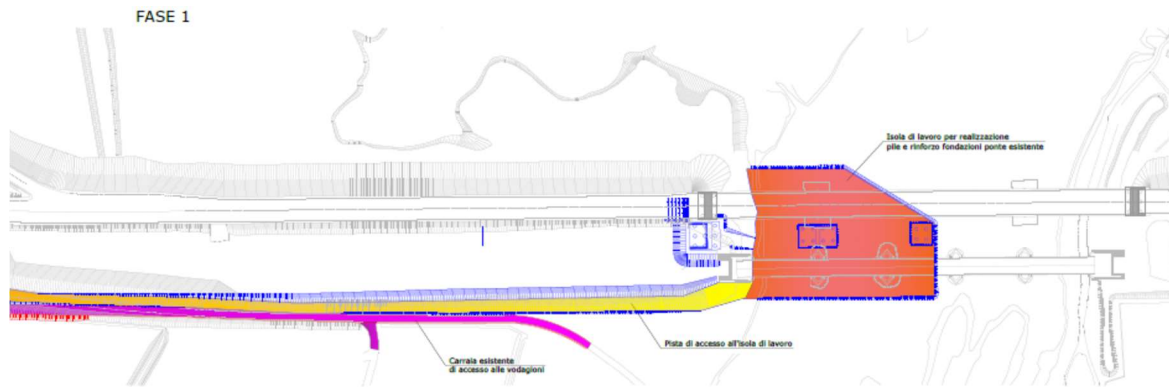 FASE 1
Isola di lavoro per realizzazione
pile e rinforzo fondazioni ponte esistente
Pista di accesso all'isola di lavoro
Carraia esistente
di accesso alle vodagioni